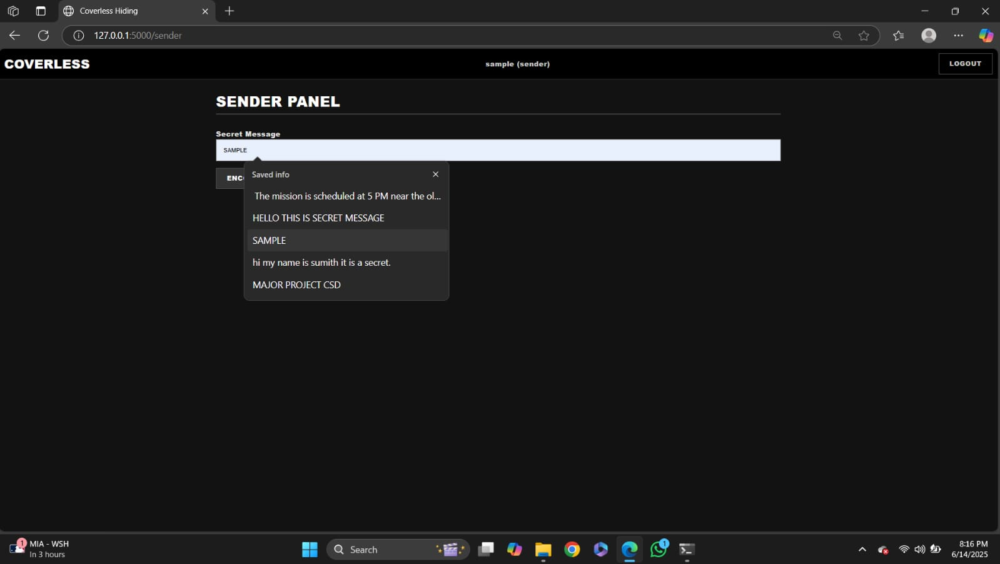 Coverless Hiding
127.0.0.1:5000/sender
COVERLESS
sample (sender)
LOGOUT
SENDER PANEL
Secret Message
SAMPLE
ENC
Saved info
The mission is scheduled at 5 PM near the ol...
HELLO THIS IS SECRET MESSAGE
SAMPLE
hi my name is sumith it is a secret.
MAJOR PROJECT CSD
1
MIA - WSH
In 3 hours
Search
1
8:16 PM
6/14/2025